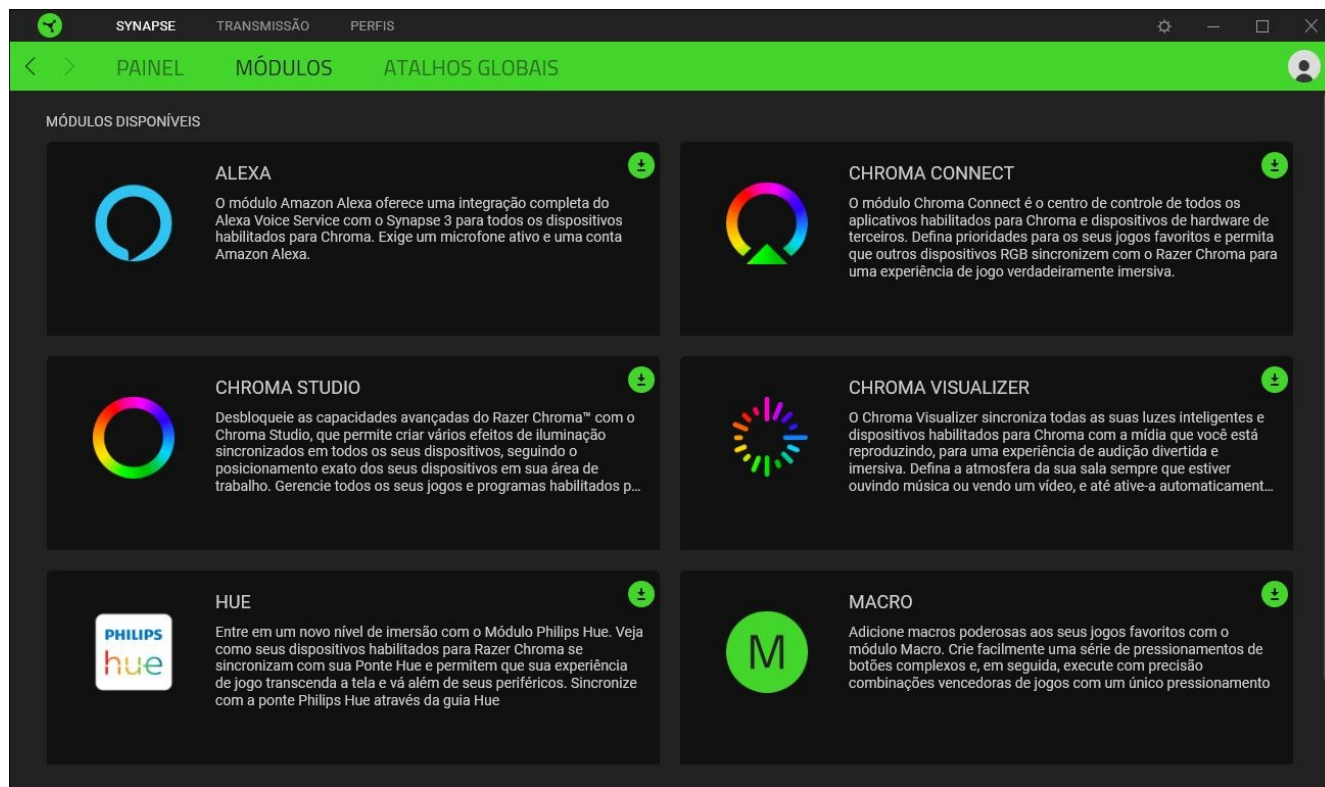 SYNAPSE TRANSMISSÃO PERFIS
PAINEL MÓDULOS ATALHOS GLOBAIS
MÓDULOS DISPONÍVEIS
ALEXA
O módulo Amazon Alexa oferece uma integração completa do
Alexa Voice Service com o Synapse 3 para todos os dispositivos
habilitados para Chroma. Exige um microfone ativo e uma conta
Amazon Alexa.
CHROMA CONNECT
O módulo Chroma Connect é o centro de controle de todos os
aplicativos habilitados para Chroma e dispositivos de hardware de
terceiros. Defina prioridades para os seus jogos favoritos e permita
que outros dispositivos RGB sincronizem com o Razer Chroma para
uma experiência de jogo verdadeiramente imersiva.
CHROMA STUDIO
Desbloqueie as capacidades avançadas do Razer Chroma™ com o
Chroma Studio, que permite criar vários efeitos de iluminação
sincronizados em todos os seus dispositivos, seguindo o
posicionamento exato dos seus dispositivos em sua área de
trabalho. Gerencie todos os seus jogos e programas habilitados p...
CHROMA VISUALIZER
O Chroma Visualizer sincroniza todas as suas luzes inteligentes e
dispositivos habilitados para Chroma com a mídia que você está
reproduzindo, para uma experiência de audição divertida e
imersiva. Defina a atmosfera da sua sala sempre que estiver
ouvindo música ou vendo um vídeo, e até ative-a automaticament...
PHILIPS
hue
HUE
Entre em um novo nível de imersão com o Módulo Philips Hue. Veja
como seus dispositivos habilitados para Razer Chroma se
sincronizam com sua Ponte Hue e permitem que sua experiência
de jogo transcenda a tela e vá além de seus periféricos. Sincronize
com a ponte Philips Hue através da guia Hue
M
MACRO
Adicione macros poderosas aos seus jogos favoritos com o
módulo Macro. Crie facilmente uma série de pressionamentos de
botões complexos e, em seguida, execute com precisão
combinações vencedoras de jogos com um único pressionamento